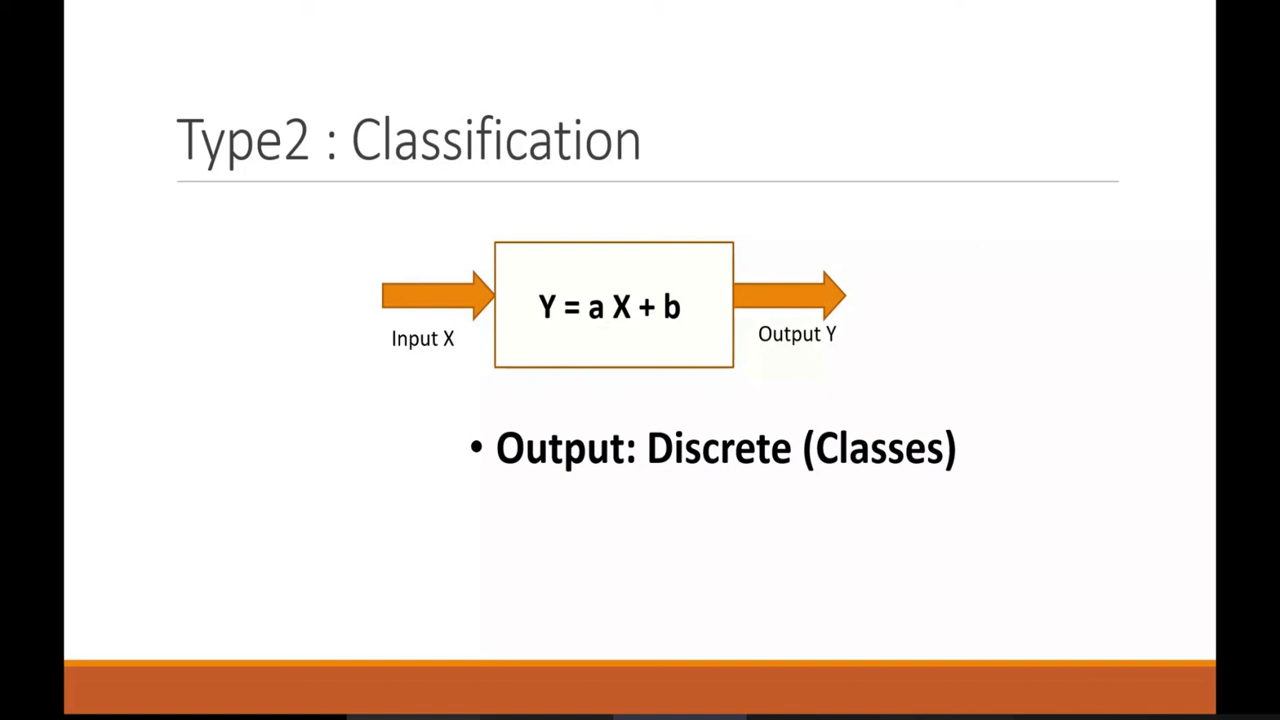 Type2 : Classification
Y = a X + b
Input X
Output Y
• Output: Discrete (Classes)